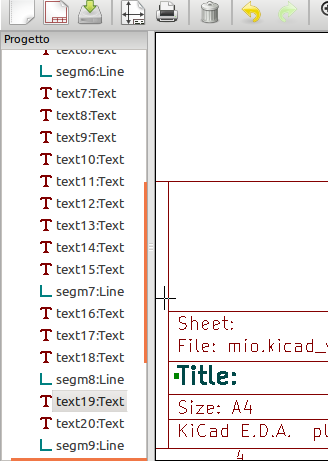 Progetto
text6:Text
segm6:Line
text7:Text
text8:Text
text9:Text
text10:Text
text11:Text
text12:Text
text13:Text
text14:Text
text15:Text
segm7:Line
text16:Text
text17:Text
text18:Text
segm8:Line
text19:Text
text20:Text
segm9:Line
Sheet:
File: mio.kicad_
Title:
Size: A4
KiCad E.D.A. pl
4